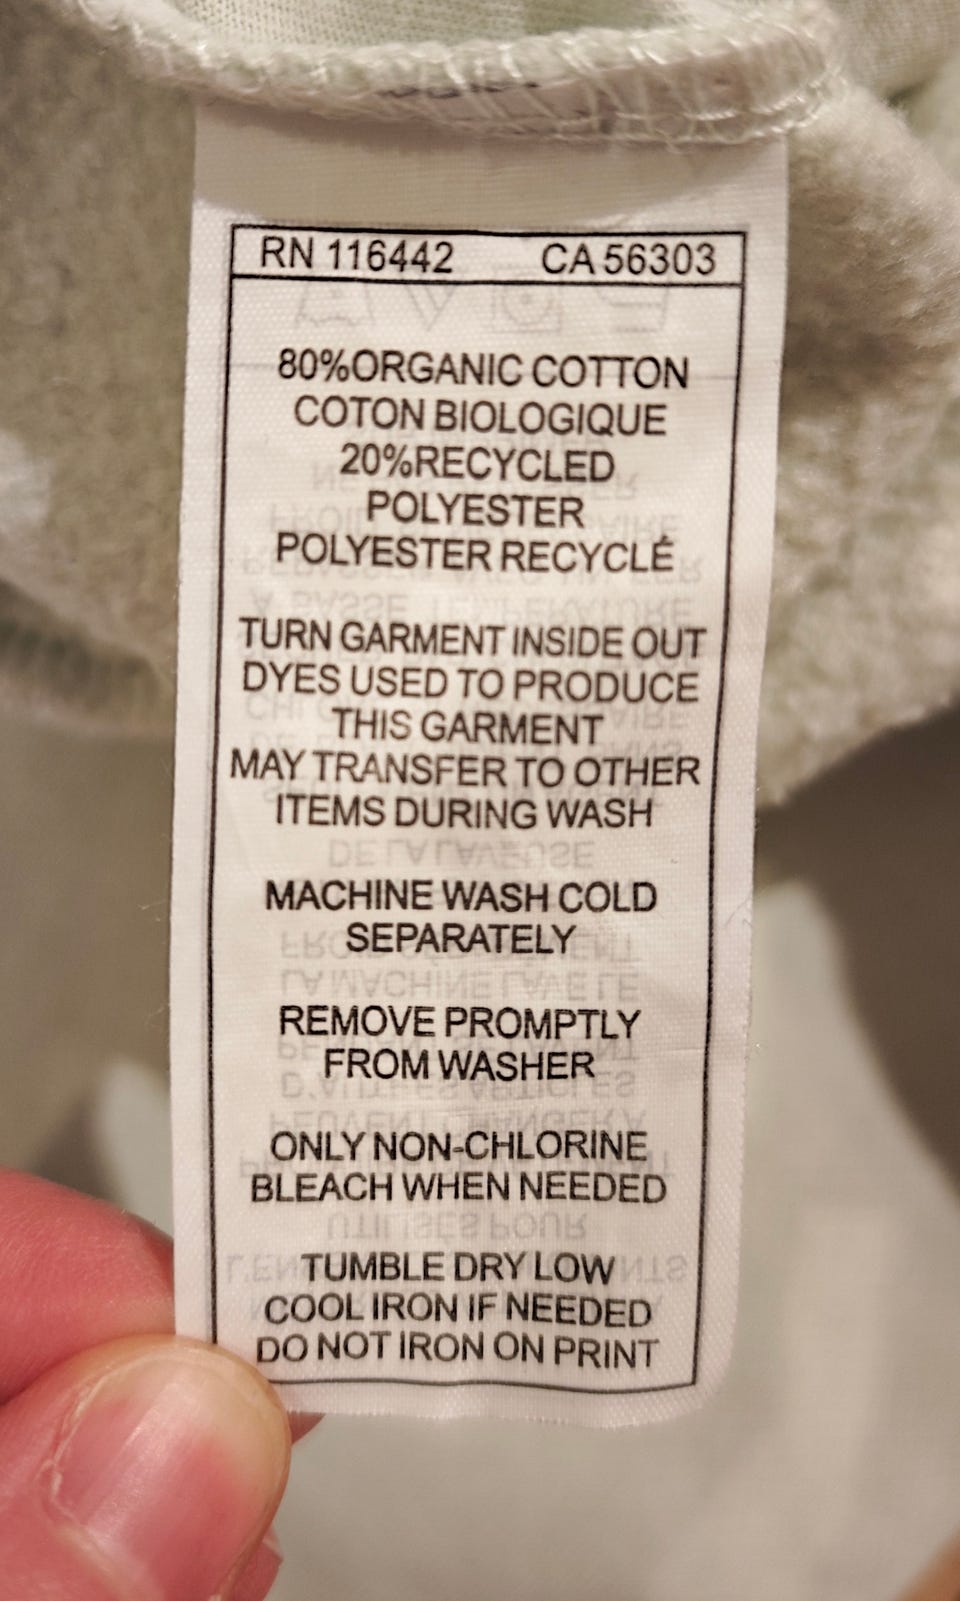 RN 116442 CA 56303
80%ORGANIC COTTON
COTON BIOLOGIQUE
20%RECYCLED
POLYESTER
POLYESTER RECYCLÉ
TURN GARMENT INSIDE OUT
DYES USED TO PRODUCE
THIS GARMENT
MAY TRANSFER TO OTHER
ITEMS DURING WASH
MACHINE WASH COLD
SEPARATELY
REMOVE PROMPTLY
FROM WASHER
ONLY NON-CHLORINE
BLEACH WHEN NEEDED
TUMBLE DRY LOW
COOL IRON IF NEEDED
DO NOT IRON ON PRINT